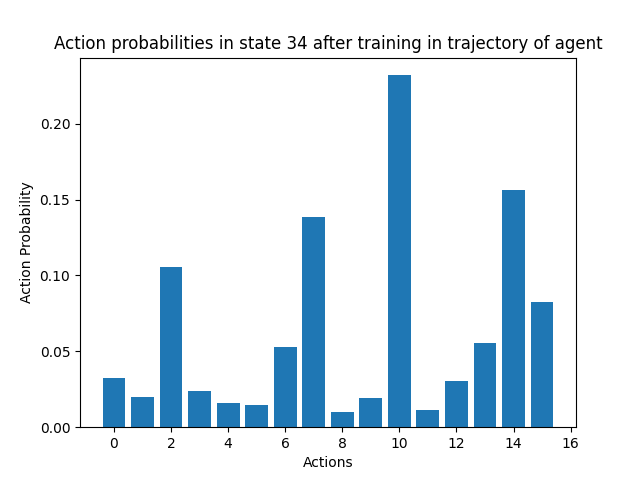 Action probabilities in state 34 after training in trajectory of agent
Action Probability
0.20
0.15
0.10
0.05
0.00
0 2 4 6 8 10 12 14 16
Actions